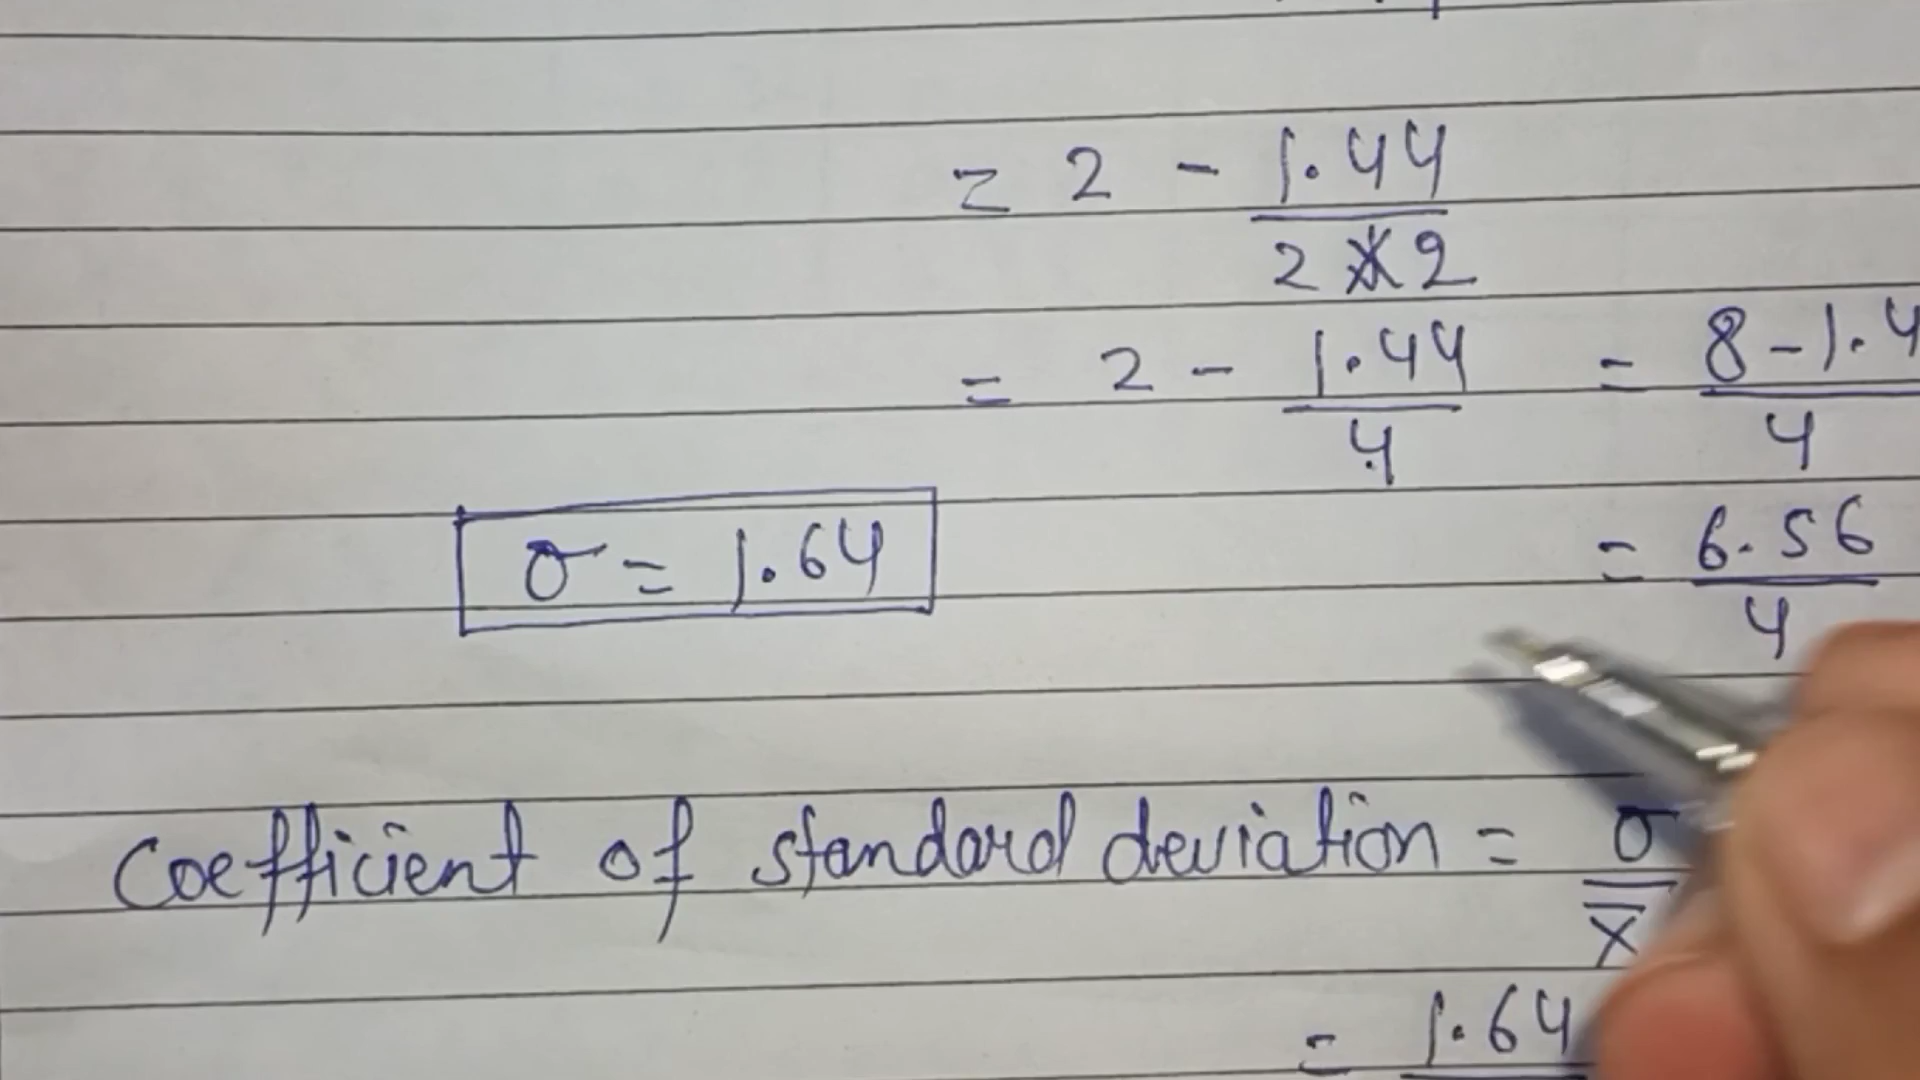 = 2 - 1.44
2×2
= 2 - 1.44 = 8-1.4
4 4
σ = 1.64 = 6.56
4
Coefficient of standard deviation = σ
X̄
= 1.64